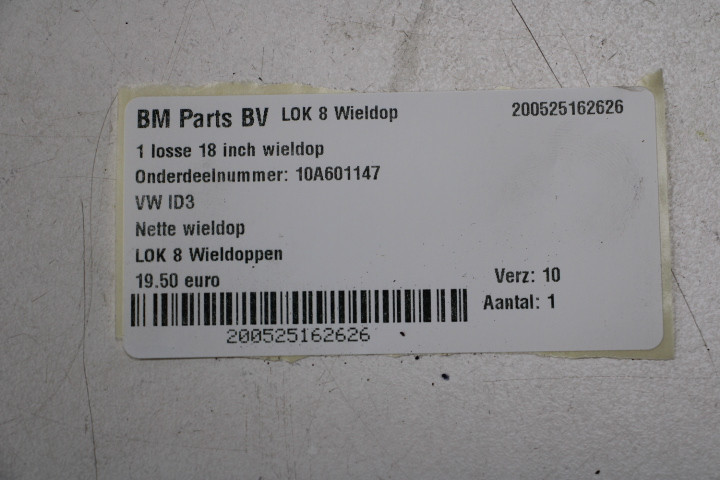 BM Parts BV LOK 8 Wieldop 200525162626
1 losse 18 inch wieldop
Onderdeelnummer: 10A601147
VW ID3
Nette wieldop
LOK 8 Wieldoppen
19.50 euro Verz: 10
Aantal: 1
200525162626